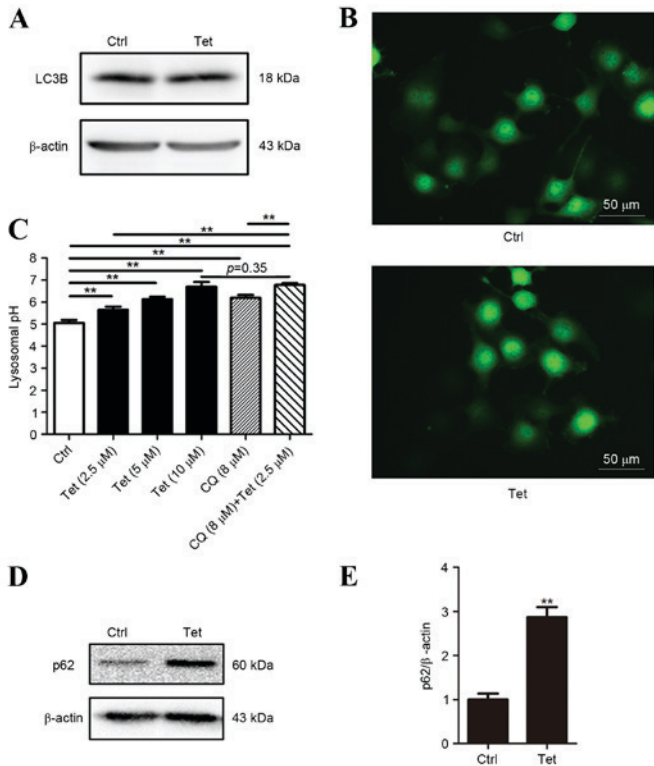 A
Ctrl Tet
LC3B 18 kDa
β-actin 43 kDa
B
50 μm
Ctrl
50 μm
Tet
C
**
**
**
**
**
**
**
p=0.35
Lysosomal pH
8
7
6
5
4
3
2
1
0
Ctrl
Tet (2.5 μM)
Tet (5 μM)
Tet (10 μM)
CQ (8 μM)
CQ (8 μM)+Tet (2.5 μM)
D
Ctrl Tet
p62 60 kDa
β-actin 43 kDa
E
p62/β -actin
4
3
2
1
0
**
Ctrl Tet